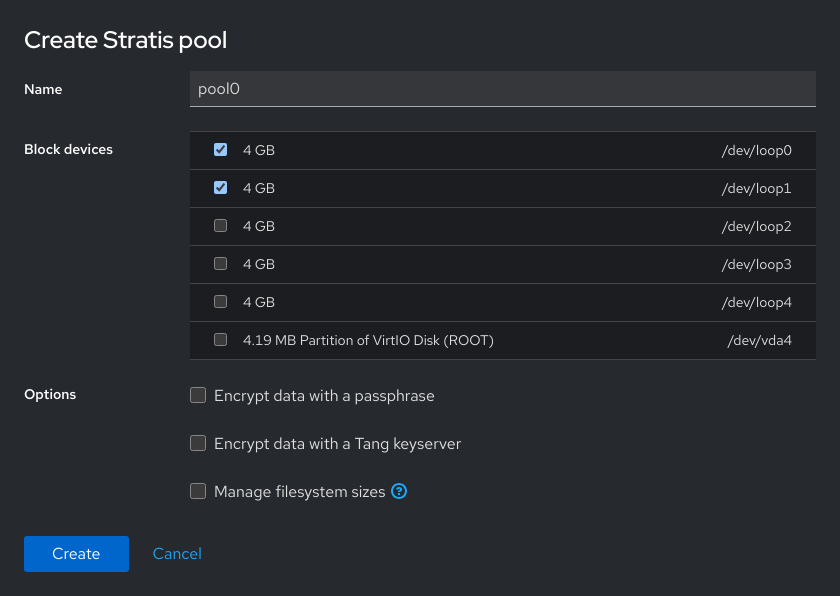 Create Stratis pool
Name
pool0
Block devices
4 GB /dev/loop0
4 GB /dev/loop1
4 GB /dev/loop2
4 GB /dev/loop3
4 GB /dev/loop4
4.19 MB Partition of VirtIO Disk (ROOT) /dev/vda4
Options
Encrypt data with a passphrase
Encrypt data with a Tang keyserver
Manage filesystem sizes ?
Create Cancel